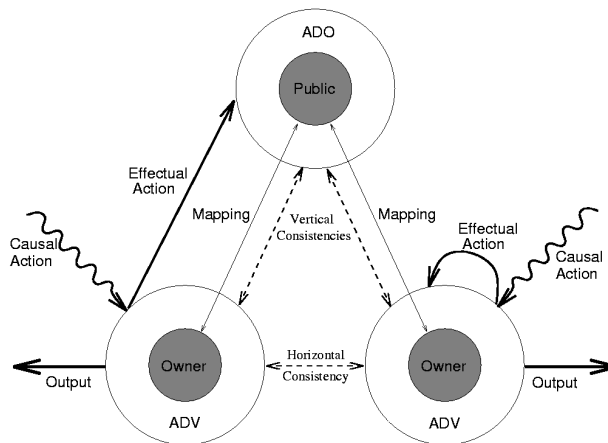 ADO
Public
Effectual
Action
Mapping
Vertical
Consistencies
Mapping
Effectual
Action
Causal
Action
Causal
Action
Owner
Horizontal
Consistency
Owner
Output
ADV
ADV
Output